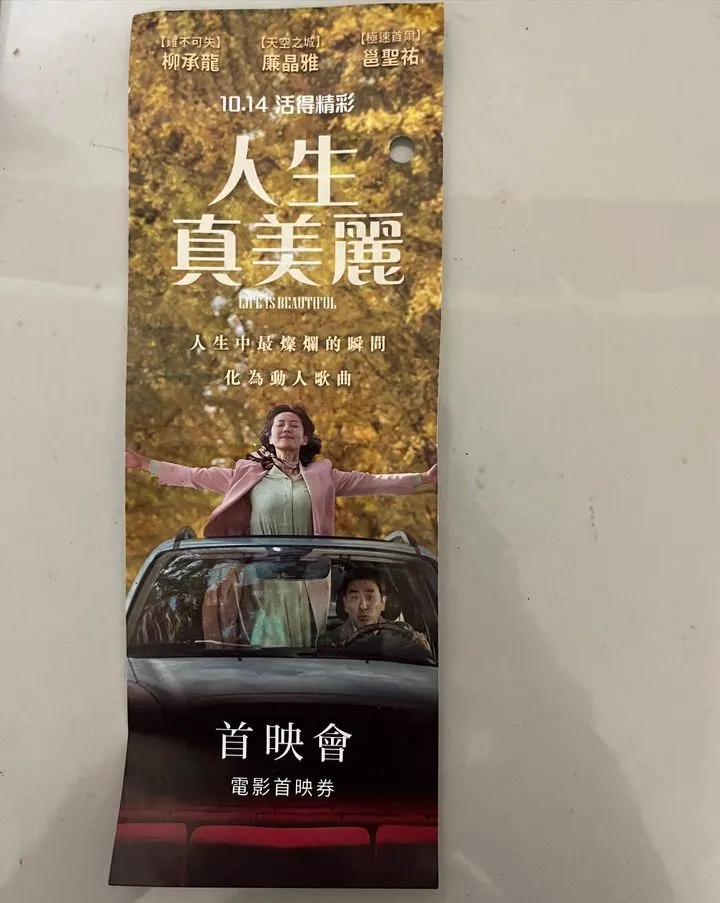 【雞不可失】 【天空之城】 【極速首爾】
柳承龍 廉晶雅 邕聖祐
10.14 活得精彩
人生
真美麗
LIFE IS BEAUTIFUL
人生中最燦爛的瞬間
化為動人歌曲
首映會
電影首映券